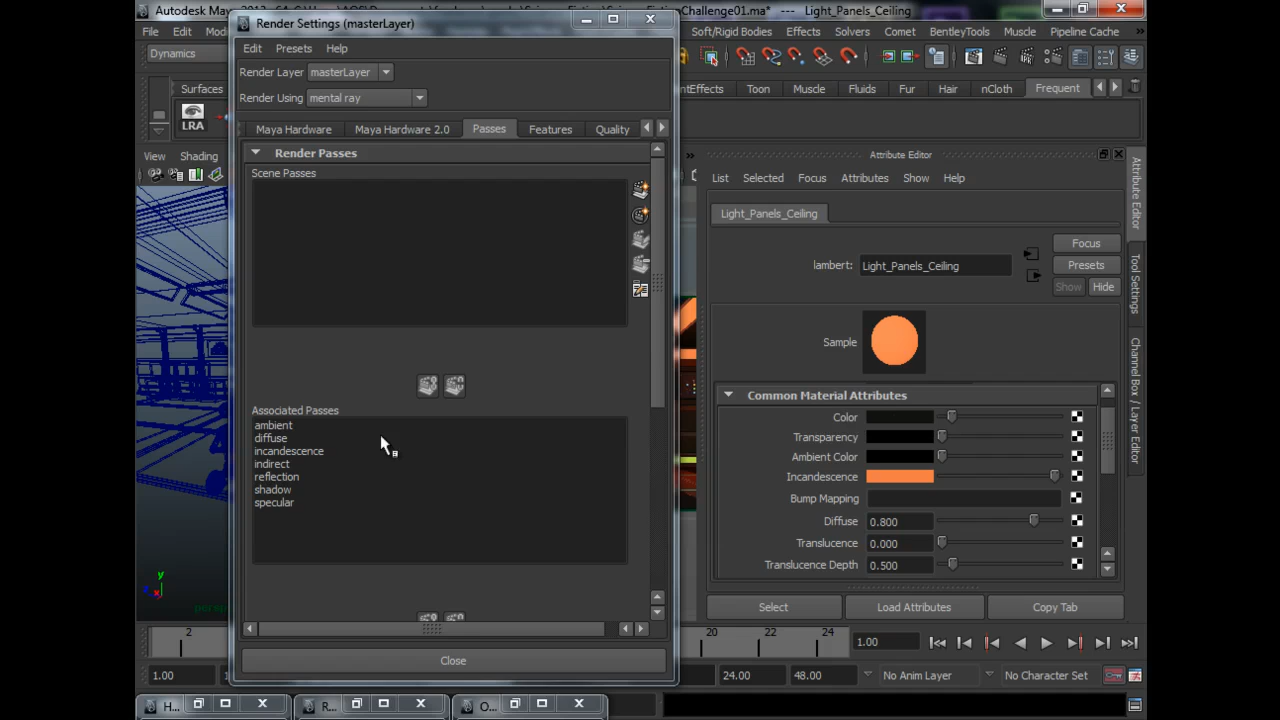 Autodesk Ma
FictionChallenge01.ma* --- Light_Panels_Ceiling
Render Settings (masterLayer)
File Edit
Soft/Rigid Bodies Effects Solvers Comet BentleyTools Muscle Pipeline Cache
Edit Presets Help
Dynamics
Render Layer masterLayer
Render Using mental ray
Surfaces
Toon Muscle Fluids Fur Hair nCloth Frequent
LRA
Maya Hardware Maya Hardware 2.0 Passes Features Quality
View Shading
Render Passes
Scene Passes
Associated Passes
ambient
diffuse
incandescence
indirect
reflection
shadow
specular
Close
Attribute Editor
List Selected Focus Attributes Show Help
Light_Panels_Ceiling
Focus
lambert: Light_Panels_Ceiling
Presets
Show Hide
Sample
Common Material Attributes
Color
Transparency
Ambient Color
Incandescence
Bump Mapping
Diffuse 0.800
Translucence 0.000
Translucence Depth 0.500
Select Load Attributes Copy Tab
Attribute Editor
Tool Settings
Channel Box / Layer Editor
y
x
2 20 22 24 1.00
1.00 24.00 48.00 No Anim Layer No Character Set
H... R... O...